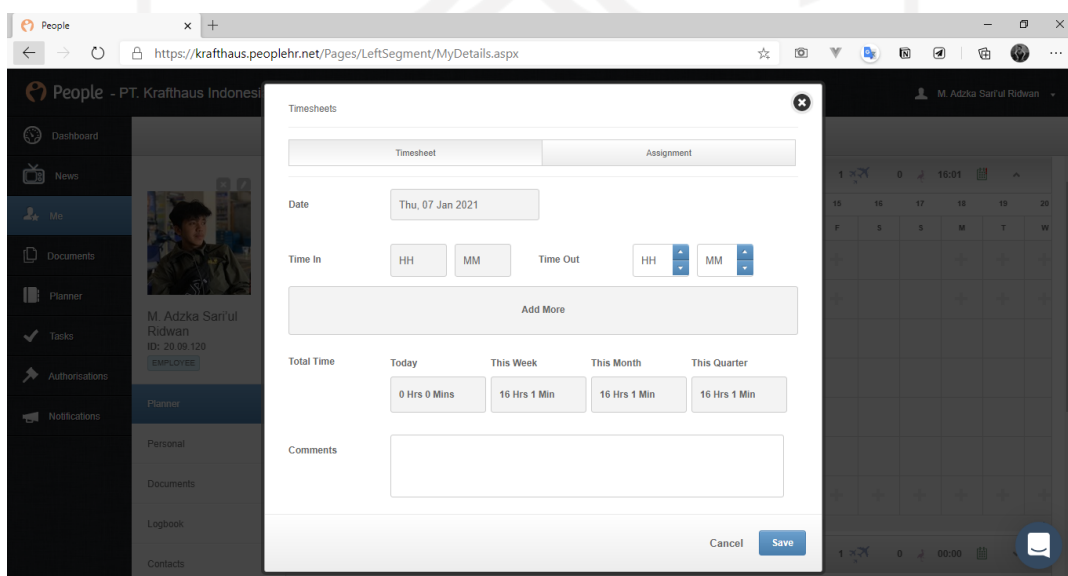 People
https://krafthaus.peoplehr.net/Pages/LeftSegment/MyDetails.aspx
People - PT. Krafthaus Indonesi
M. Adzka Sari'ul Ridwan
Dashboard
News
Me
Documents
Planner
Tasks
Authorisations
Notifications
M. Adzka Sari'ul
Ridwan
ID: 20.09.120
EMPLOYEE
Planner
Personal
Documents
Logbook
Contacts
Timesheets
Timesheet Assignment
Date Thu, 07 Jan 2021
Time In HH MM Time Out HH MM
Add More
Total Time Today This Week This Month This Quarter
0 Hrs 0 Mins 16 Hrs 1 Min 16 Hrs 1 Min 16 Hrs 1 Min
Comments
Cancel Save
1 0 16:01
15 16 17 18 19 20
F S S M T W
1 0 00:00